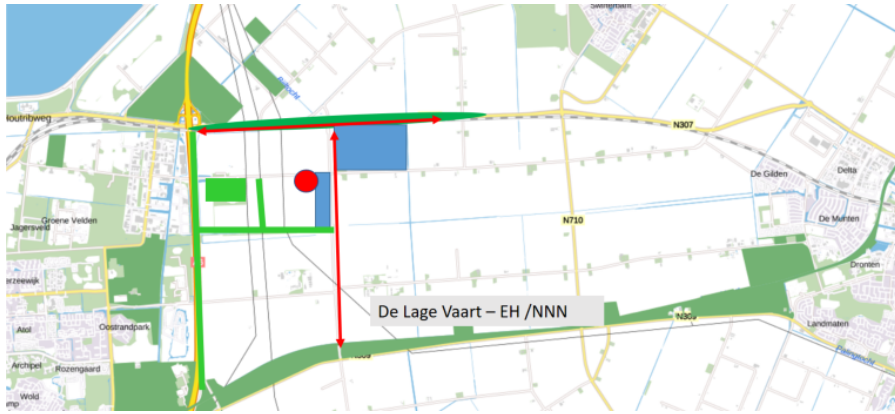 Swifterbant
Houtribweg
N307
Delta
De Gilden
Groene Velden
Jagersveld
N710
De Munten
Dronten
De Lage Vaart – EH /NNN
Atol
Oostrandpark
Landmaten
N309
Archipel
Rozengaard
Wold